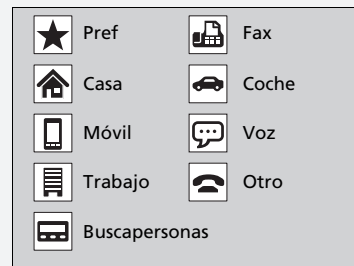 Pref Fax
Casa Coche
Móvil Voz
Trabajo Otro
Buscapersonas